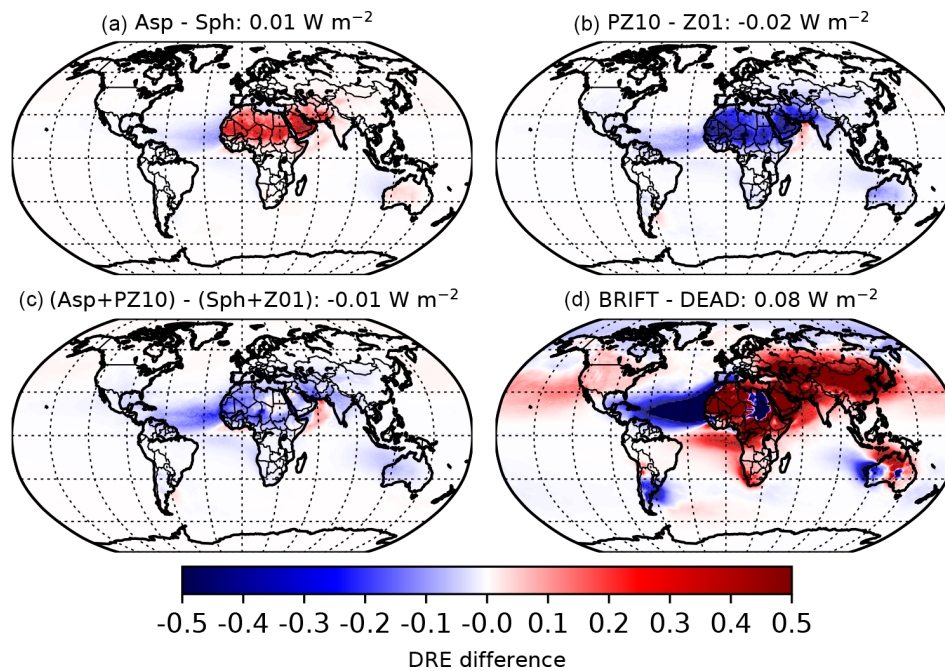 (a) Asp - Sph: 0.01 W m⁻²
(b) PZ10 - Z01: -0.02 W m⁻²
(c) (Asp+PZ10) - (Sph+Z01): -0.01 W m⁻²
(d) BRIFT - DEAD: 0.08 W m⁻²
-0.5 -0.4 -0.3 -0.2 -0.1 -0.0 0.1 0.2 0.3 0.4 0.5
DRE difference